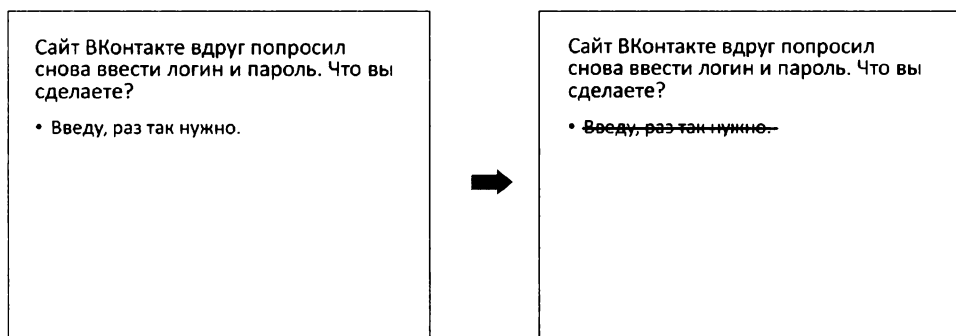 Сайт ВКонтакте вдруг попросил
снова ввести логин и пароль. Что вы
сделаете?
• Введу, раз так нужно.
Сайт ВКонтакте вдруг попросил
снова ввести логин и пароль. Что вы
сделаете?
• Введу, раз так нужно.